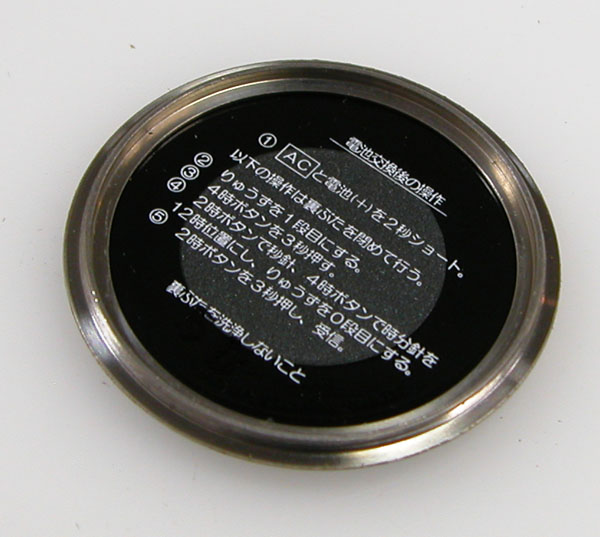 電池交換後の操作
① ACと電池(+)を2秒ショート。
以下の操作は裏ぶたを閉めて行う。
② りゅうずを1段目にする。
③ 4時ボタンを3秒押す。
④ 2時ボタンで秒針、4時ボタンで時分針を
12時位置にし、りゅうずを0段目にする。
⑤ 2時ボタンを3秒押し、受信。
裏ぶたを洗浄しないこと